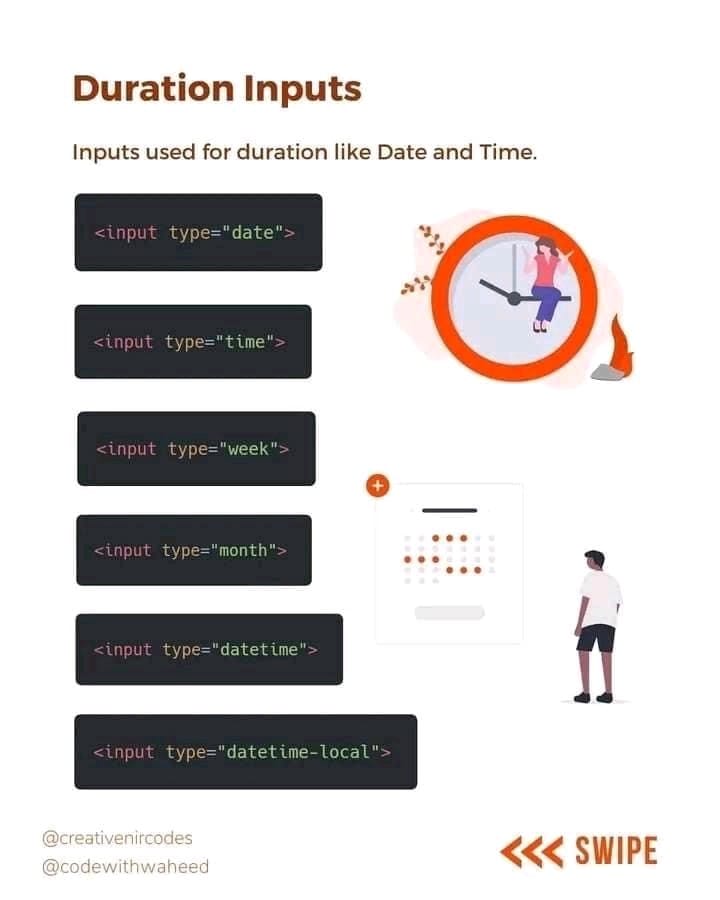 Duration Inputs
Inputs used for duration like Date and Time.
<input type="date">
<input type="time">
<input type="week">
<input type="month">
<input type="datetime">
<input type="datetime-local">
@creativenircodes
@codewithwaheed
SWIPE